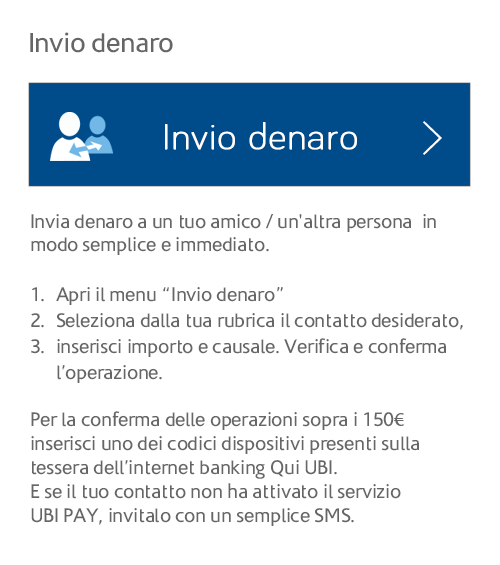 Invio denaro
Invio denaro
Invia denaro a un tuo amico / un'altra persona in
modo semplice e immediato.
1. Apri il menu “Invio denaro”
2. Seleziona dalla tua rubrica il contatto desiderato,
3. inserisci importo e causale. Verifica e conferma
l’operazione.
Per la conferma delle operazioni sopra i 150€
inserisci uno dei codici dispositivi presenti sulla
tessera dell’internet banking Qui UBI.
E se il tuo contatto non ha attivato il servizio
UBI PAY, invitalo con un semplice SMS.